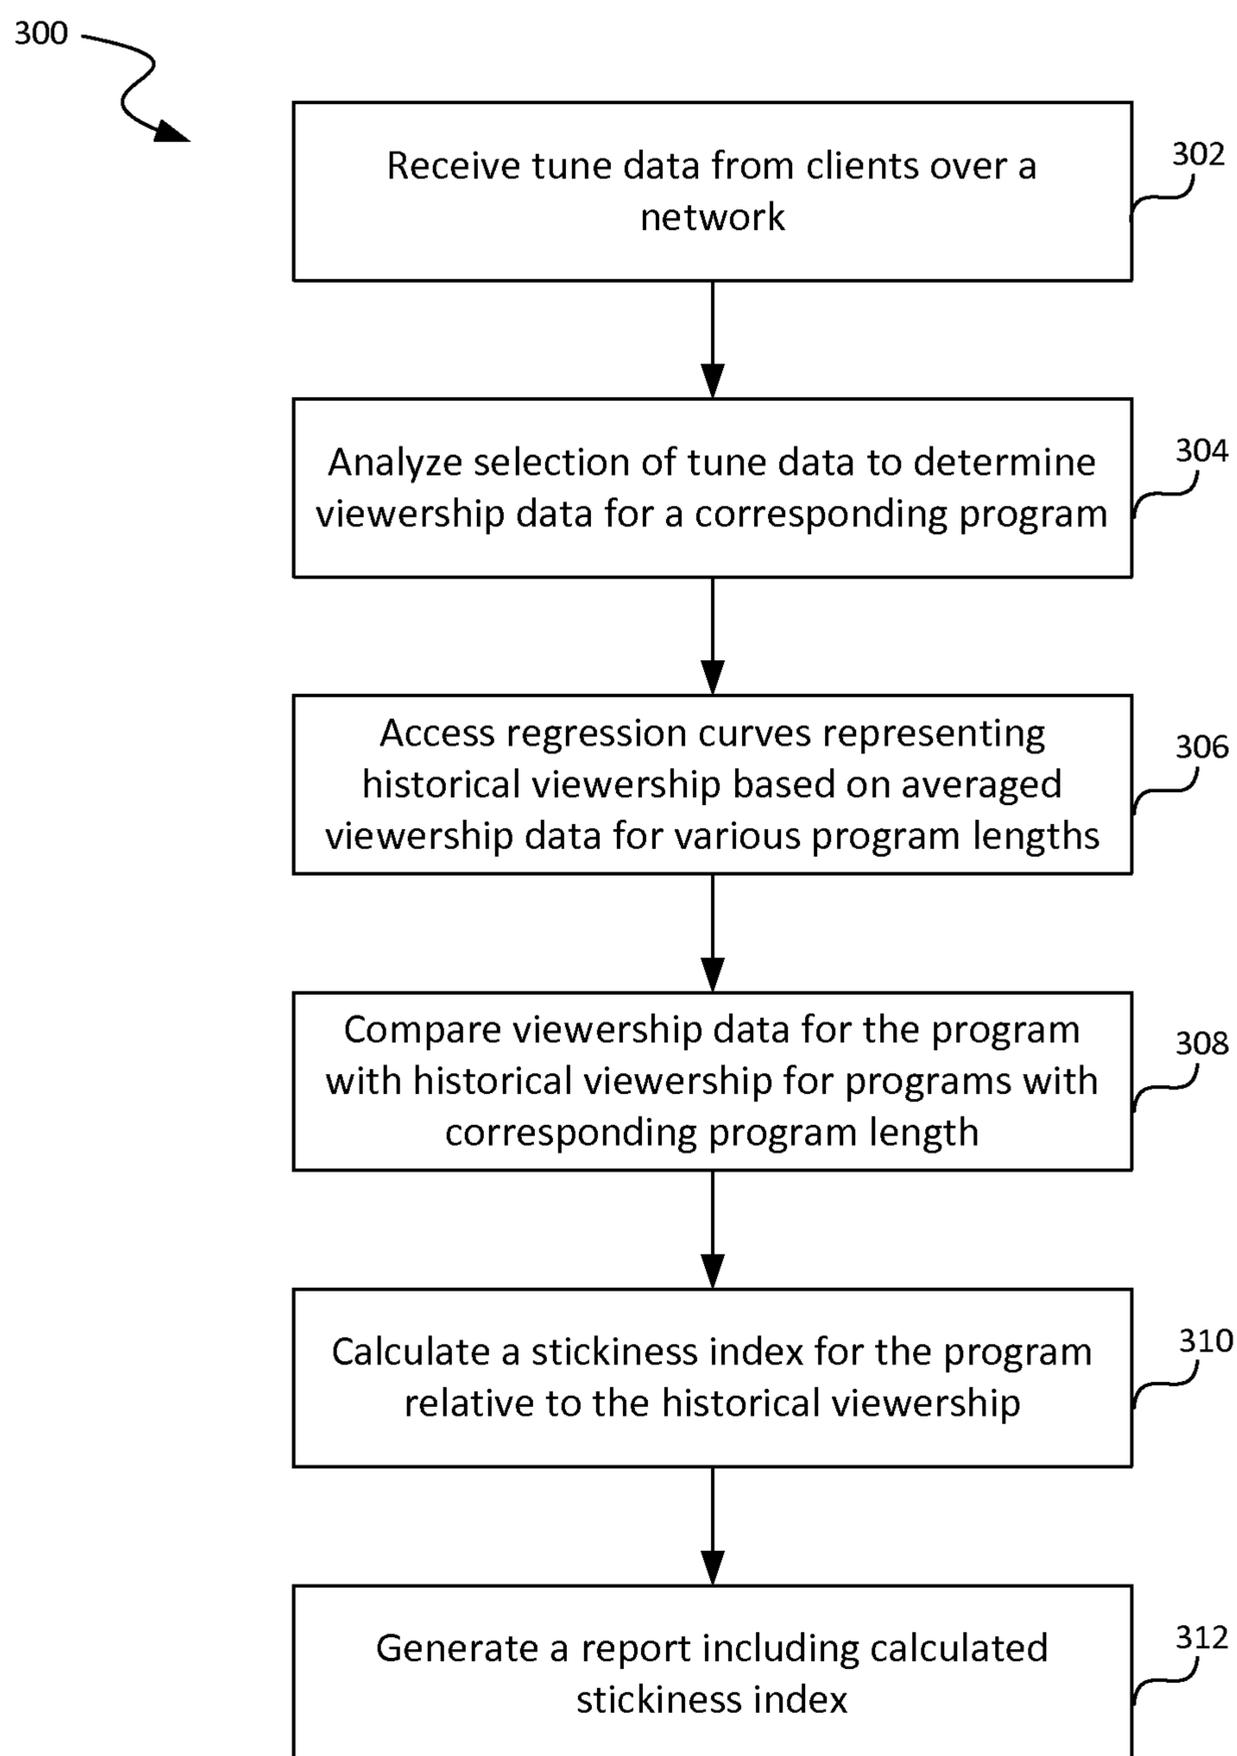 300
Receive tune data from clients over a
network
302
Analyze selection of tune data to determine
viewership data for a corresponding program
304
Access regression curves representing
historical viewership based on averaged
viewership data for various program lengths
306
Compare viewership data for the program
with historical viewership for programs with
corresponding program length
308
Calculate a stickiness index for the program
relative to the historical viewership
310
Generate a report including calculated
stickiness index
312